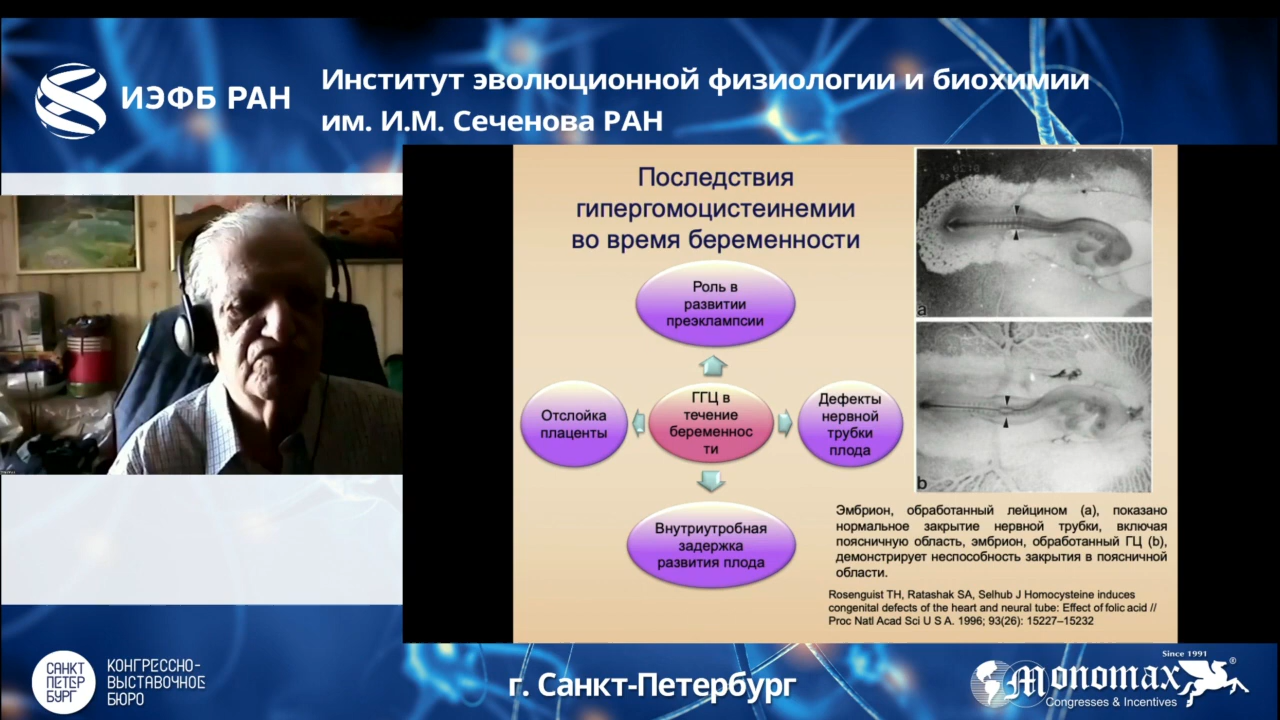 ИЭФБ РАН
Институт эволюционной физиологии и биохимии
им. И.М. Сеченова РАН
Последствия
гипергомоцистеинемии
во время беременности
Роль в
развитии
преэклампсии
Отслойка
плаценты
ГГЦ в
течение
беременнос
ти
Дефекты
нервной
трубки
плода
Внутриутробная
задержка
развития плода
a
b
Эмбрион, обработанный лейцином (a), показано
нормальное закрытие нервной трубки, включая
поясничную область, эмбрион, обработанный ГЦ (b),
демонстрирует неспособность закрытия в поясничной
области.
Rosenguist TH, Ratashak SA, Selhub J Homocysteine induces
congenital defects of the heart and neural tube: Effect of folic acid //
Proc Natl Acad Sci U S A. 1996; 93(26): 15227–15232
САНКТ
ПЕТЕР
БУРГ
КОНГРЕССНО-
ВЫСТАВОЧНОЕ
БЮРО
г. Санкт-Петербург
Since 1991
Monomax
®
Congresses & Incentives